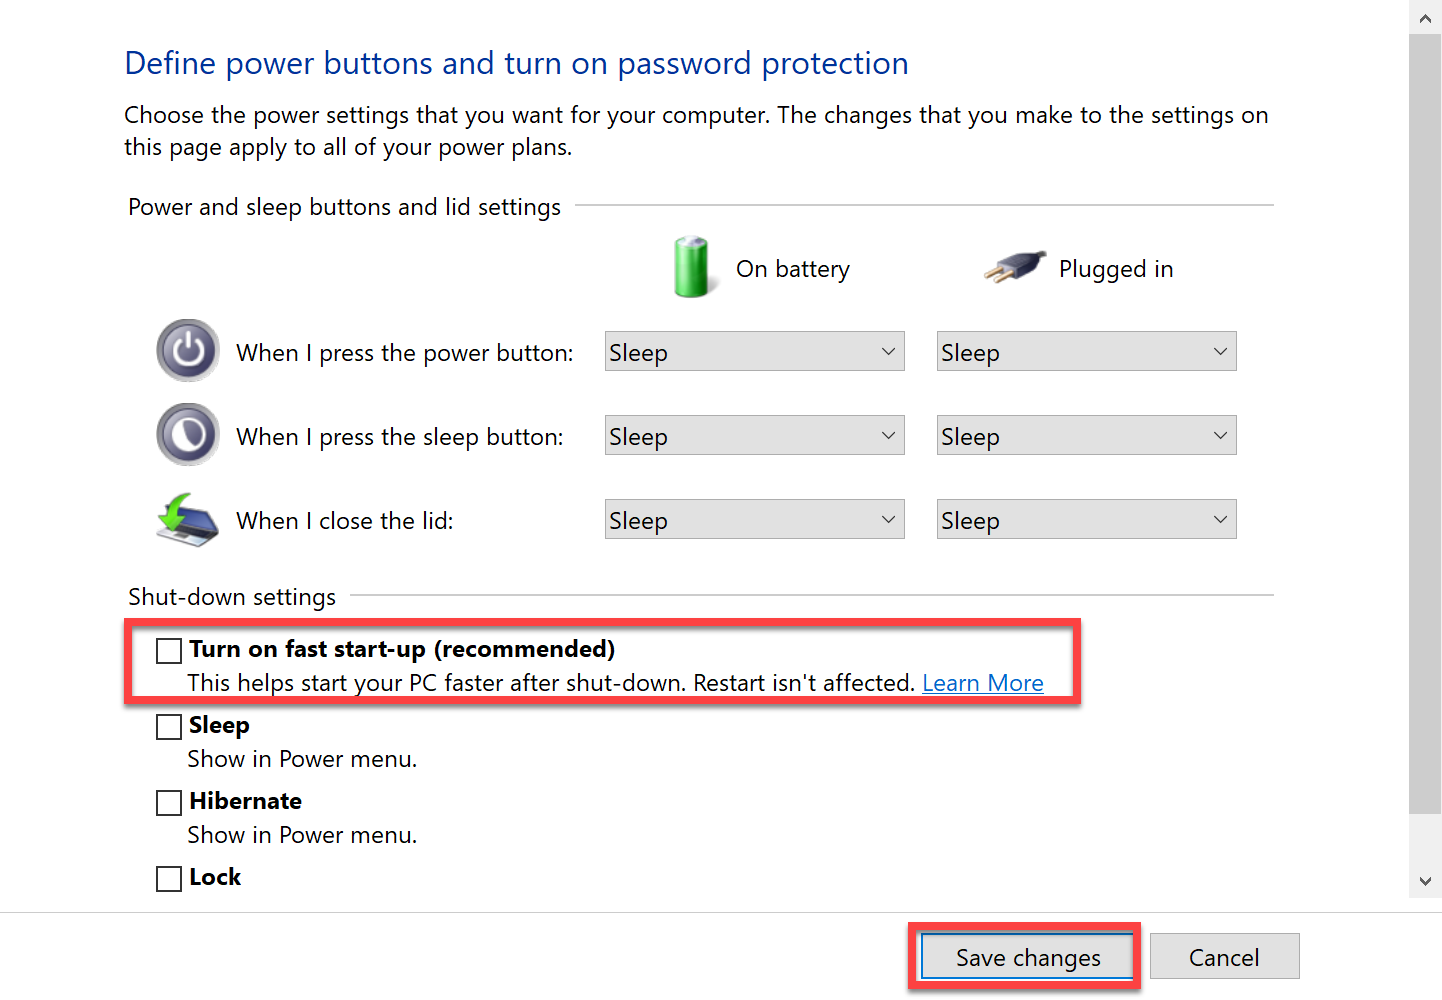 Define power buttons and turn on password protection
Choose the power settings that you want for your computer. The changes that you make to the settings on
this page apply to all of your power plans.
Power and sleep buttons and lid settings
On battery
Plugged in
When I press the power button:
Sleep
Sleep
When I press the sleep button:
Sleep
Sleep
When I close the lid:
Sleep
Sleep
Shut-down settings
Turn on fast start-up (recommended)
This helps start your PC faster after shut-down. Restart isn't affected. Learn More
Sleep
Show in Power menu.
Hibernate
Show in Power menu.
Lock
Save changes
Cancel